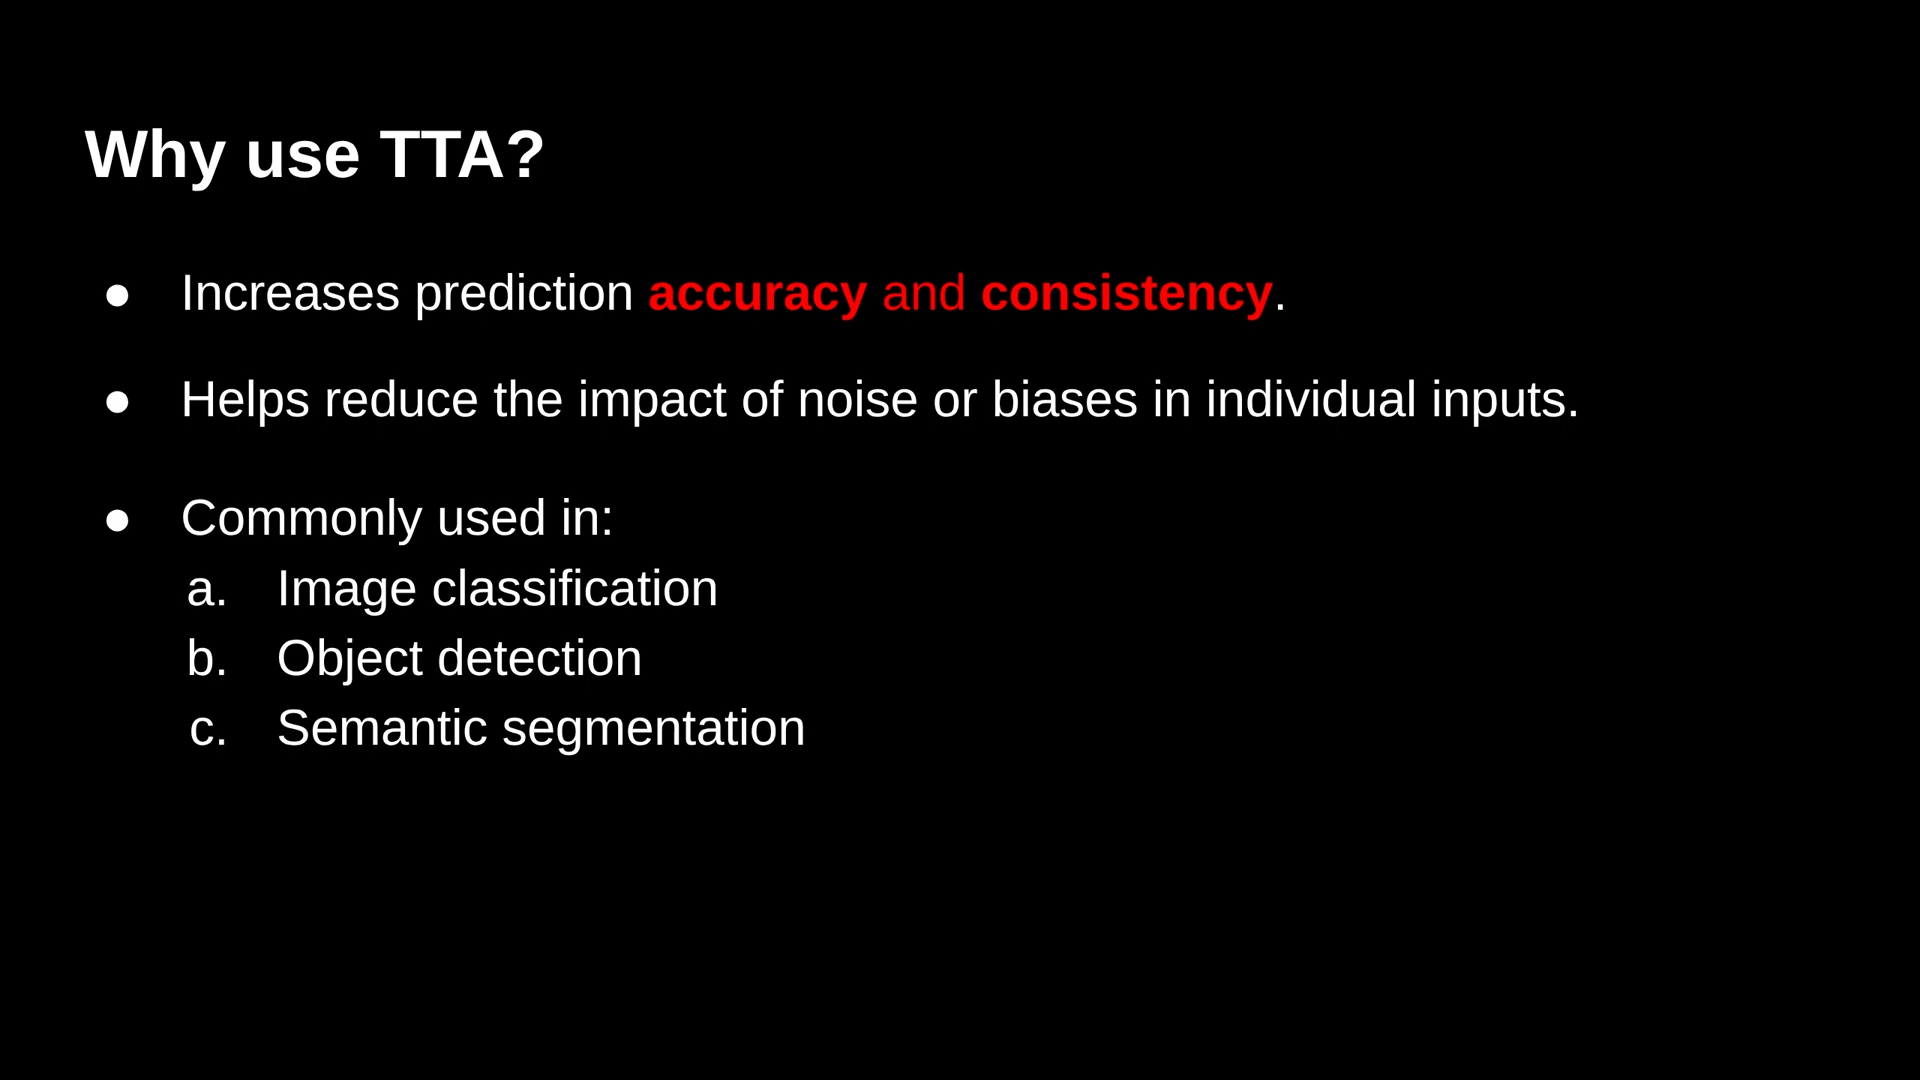 Why use TTA?
● Increases prediction accuracy and consistency.
● Helps reduce the impact of noise or biases in individual inputs.
● Commonly used in:
a. Image classification
b. Object detection
c. Semantic segmentation